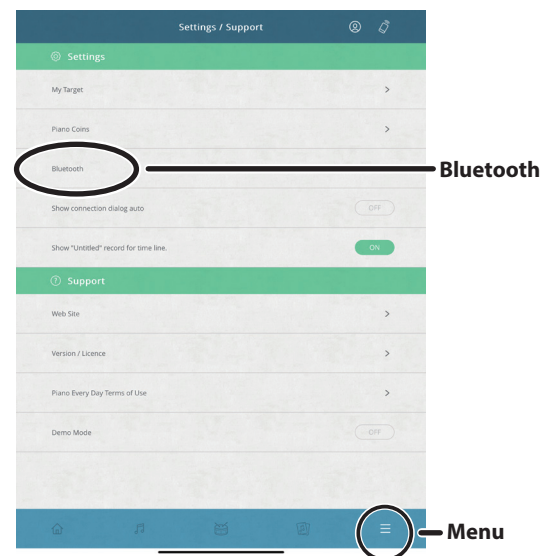 Settings / Support
Settings
My Target
Piano Coins
Bluetooth
Bluetooth
Show connection dialog auto
OFF
Show "Untitled" record for time line.
ON
? Support
Web Site
Version / Licence
Piano Every Day Terms of Use
Demo Mode
OFF
Menu